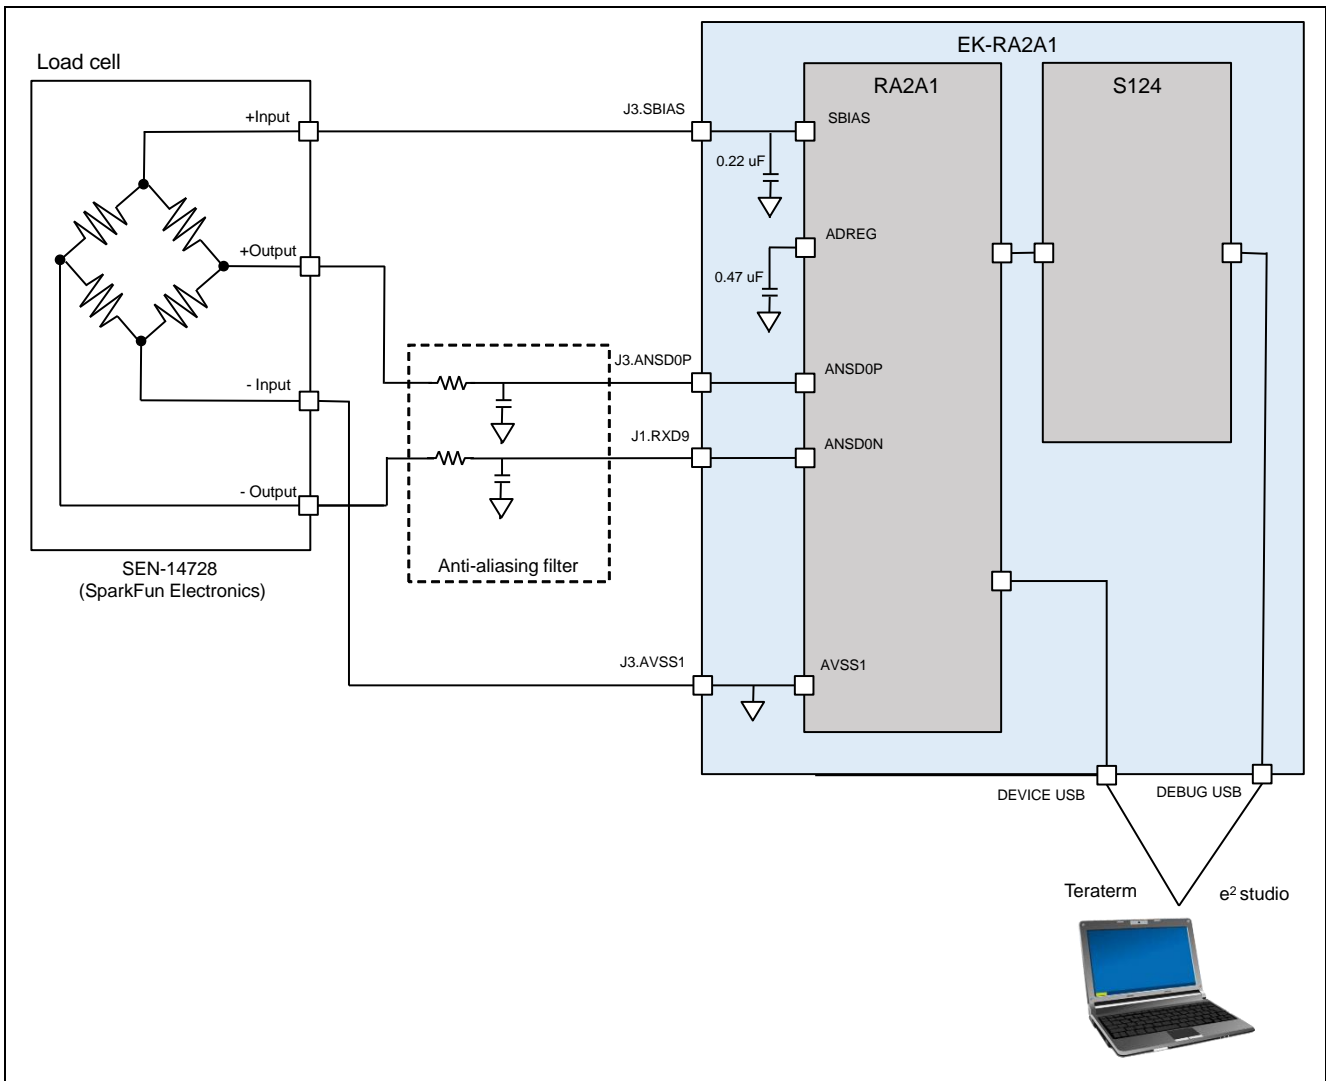 EK-RA2A1
Load cell
RA2A1
S124
+Input
J3.SBIAS
SBIAS
0.22 uF
ADREG
+Output
0.47 uF
J3.ANSD0P
ANSD0P
- Input
J1.RXD9
ANSD0N
- Output
Anti-aliasing filter
SEN-14728
(SparkFun Electronics)
J3.AVSS1
AVSS1
DEVICE USB
DEBUG USB
Teraterm
e² studio